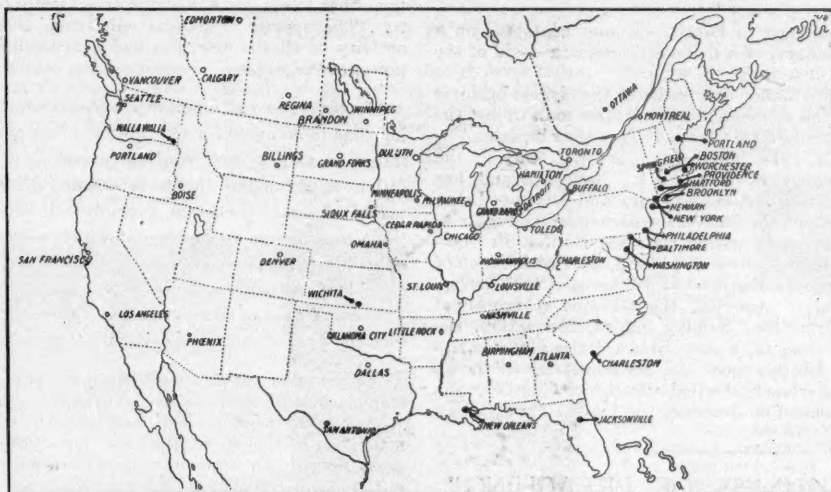 EDMONTON
VANCOUVER
CALGARY
SEATTLE
REGINA
BRANDON
WINNIPEG
OTTAWA
MONTREAL
WALLA WALLA
PORTLAND
BILLINGS
GRAND FORKS
DULUTH
TORONTO
HAMILTON
SPRINGFIELD
PORTLAND
BOSTON
WORCHESTER
PROVIDENCE
HARTFORD
BROOKLYN
NEWARK
NEW YORK
BOISE
MINNEAPOLIS
MILWAUKEE
GRAND RAPIDS
DETROIT
BUFFALO
SIOUX FALLS
CEDAR RAPIDS
CHICAGO
TOLEDO
PHILADELPHIA
BALTIMORE
WASHINGTON
OMAHA
SAN FRANCISCO
DENVER
INDIANAPOLIS
CHARLESTON
ST. LOUIS
LOUISVILLE
WICHITA
NASHVILLE
LOS ANGELES
PHOENIX
OKLAHOMA CITY
LITTLE ROCK
BIRMINGHAM
ATLANTA
CHARLESTON
DALLAS
SAN ANTONIO
NEW ORLEANS
JACKSONVILLE